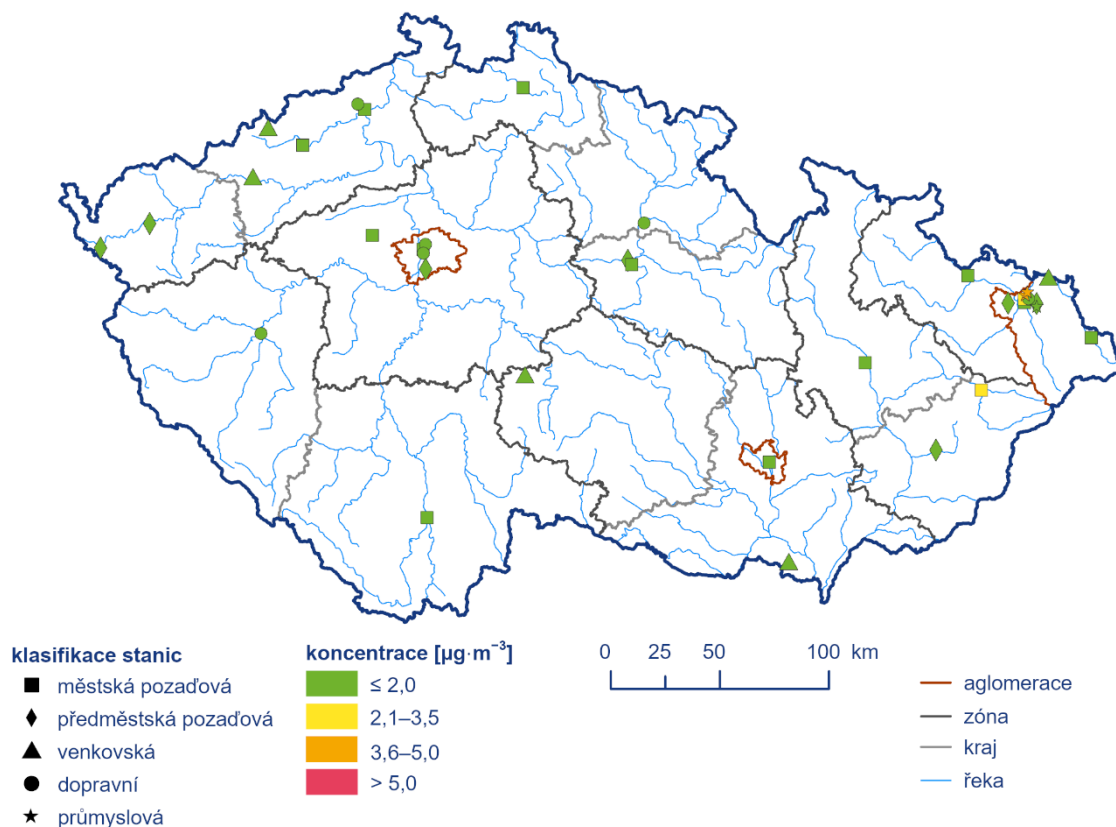 klasifikace stanic
městská pozaďová
předměstská pozaďová
venkovská
dopravní
průmyslová
koncentrace [µg·m⁻³]
≤ 2,0
2,1–3,5
3,6–5,0
> 5,0
0 25 50 100 km
aglomerace
zóna
kraj
řeka